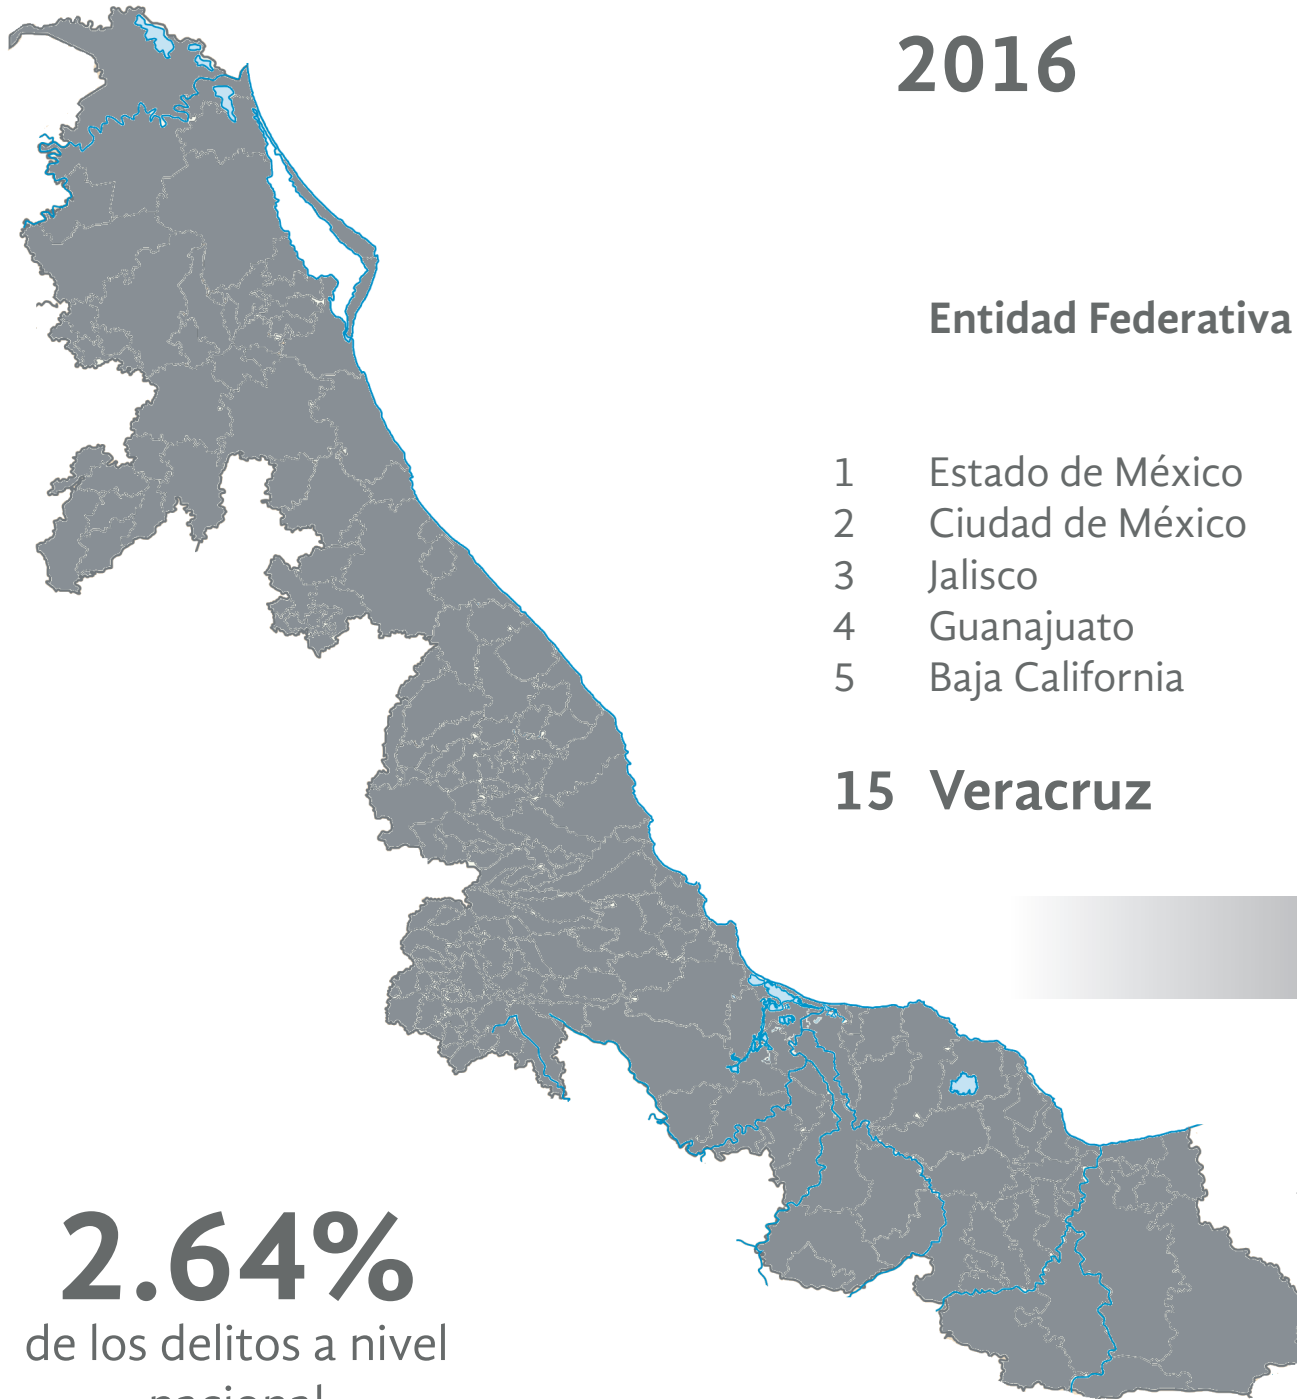 2016
Entidad Federativa
1 Estado de México
2 Ciudad de México
3 Jalisco
4 Guanajuato
5 Baja California
15 Veracruz
2.64%
de los delitos a nivel
nacional